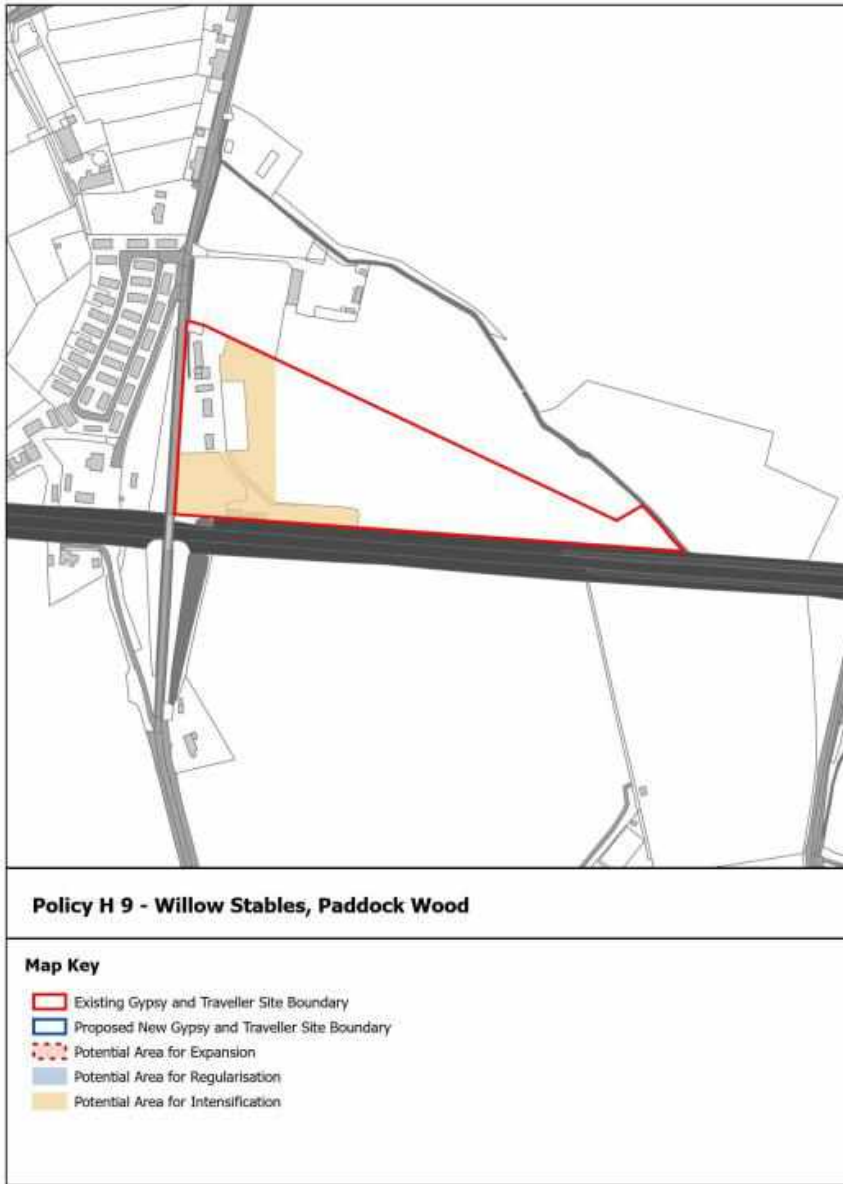 Policy H 9 - Willow Stables, Paddock Wood
Map Key
Existing Gypsy and Traveller Site Boundary
Proposed New Gypsy and Traveller Site Boundary
Potential Area for Expansion
Potential Area for Regularisation
Potential Area for Intensification